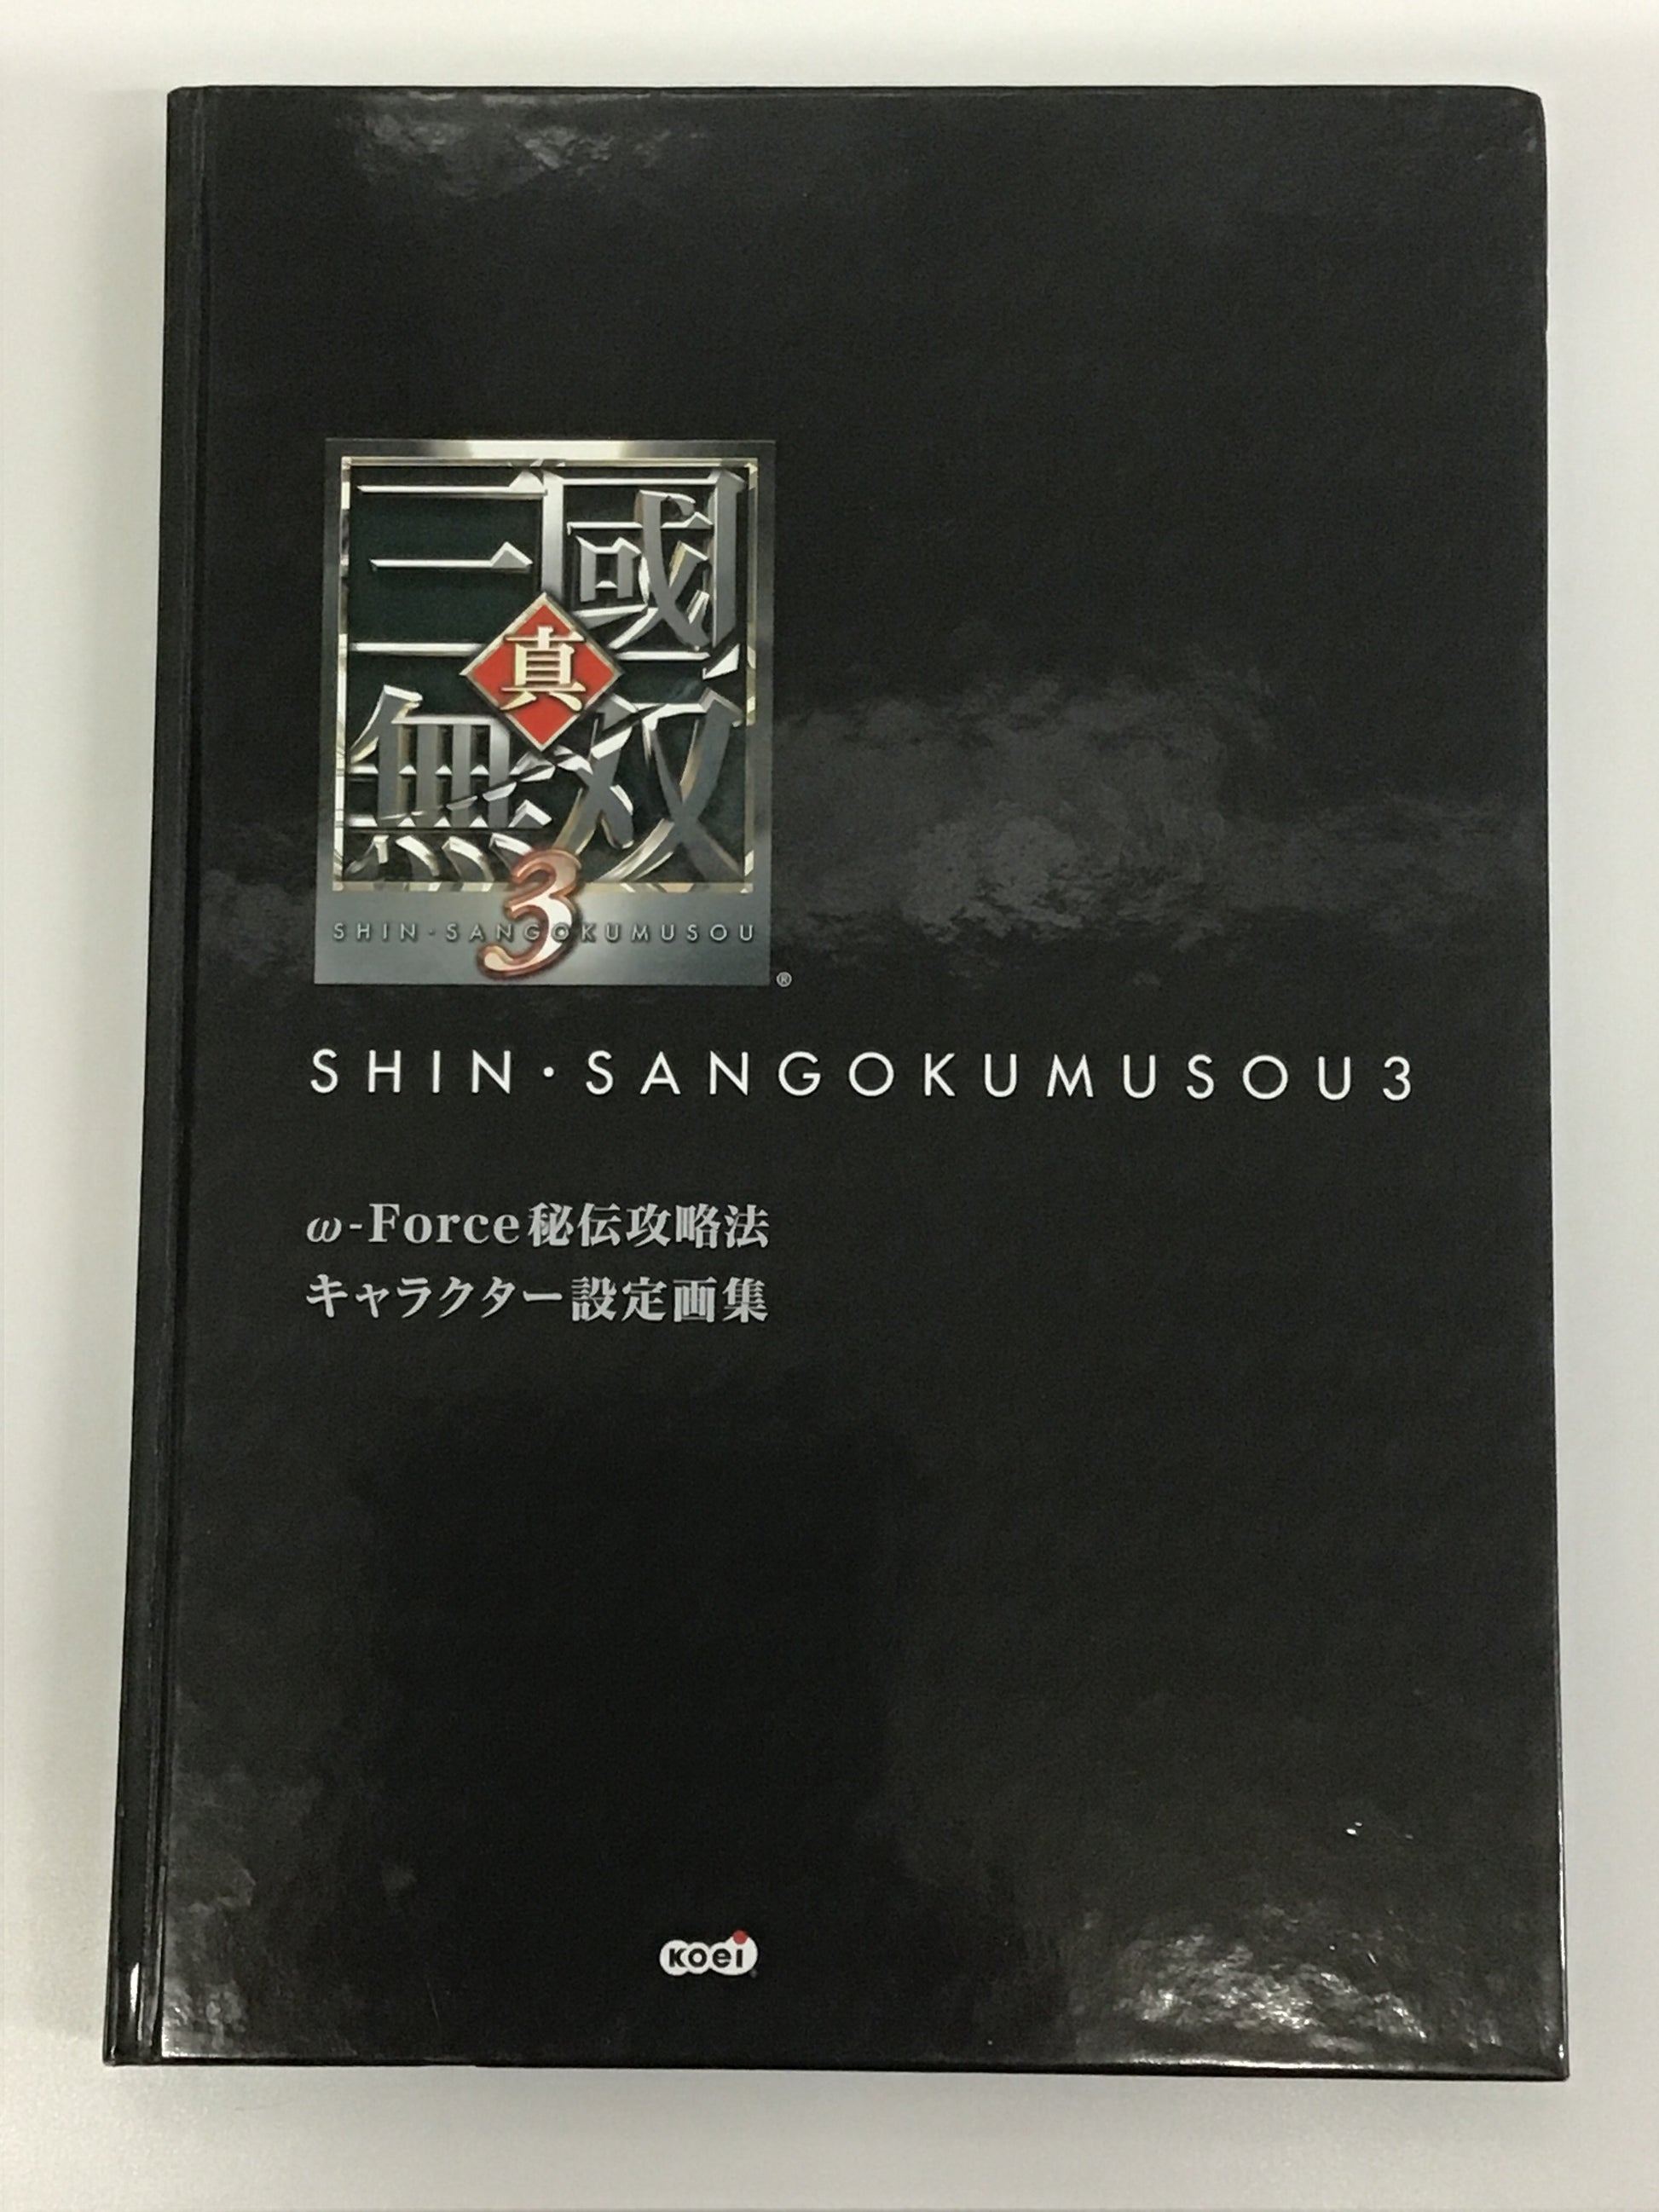 三國
真
無双
3
SHIN・SANGOKUMUSOU
®
SHIN・SANGOKUMUSOU3
ω-Force秘伝攻略法
キャラクター設定画集
KOEI